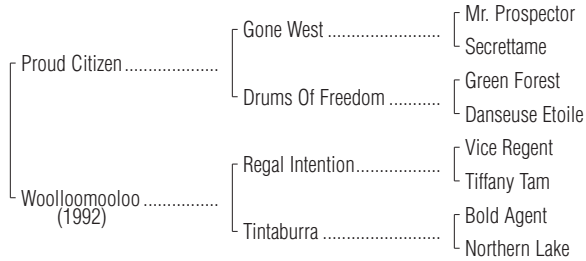 Mr. Prospector
Gone West ....................
Secrettame
Proud Citizen ....................
Green Forest
Drums Of Freedom ...........
Danseuse Etoile
Vice Regent
Regal Intention..................
Tiffany Tam
Woolloomooloo ................
(1992)
Bold Agent
Tintaburra .....................
Northern Lake